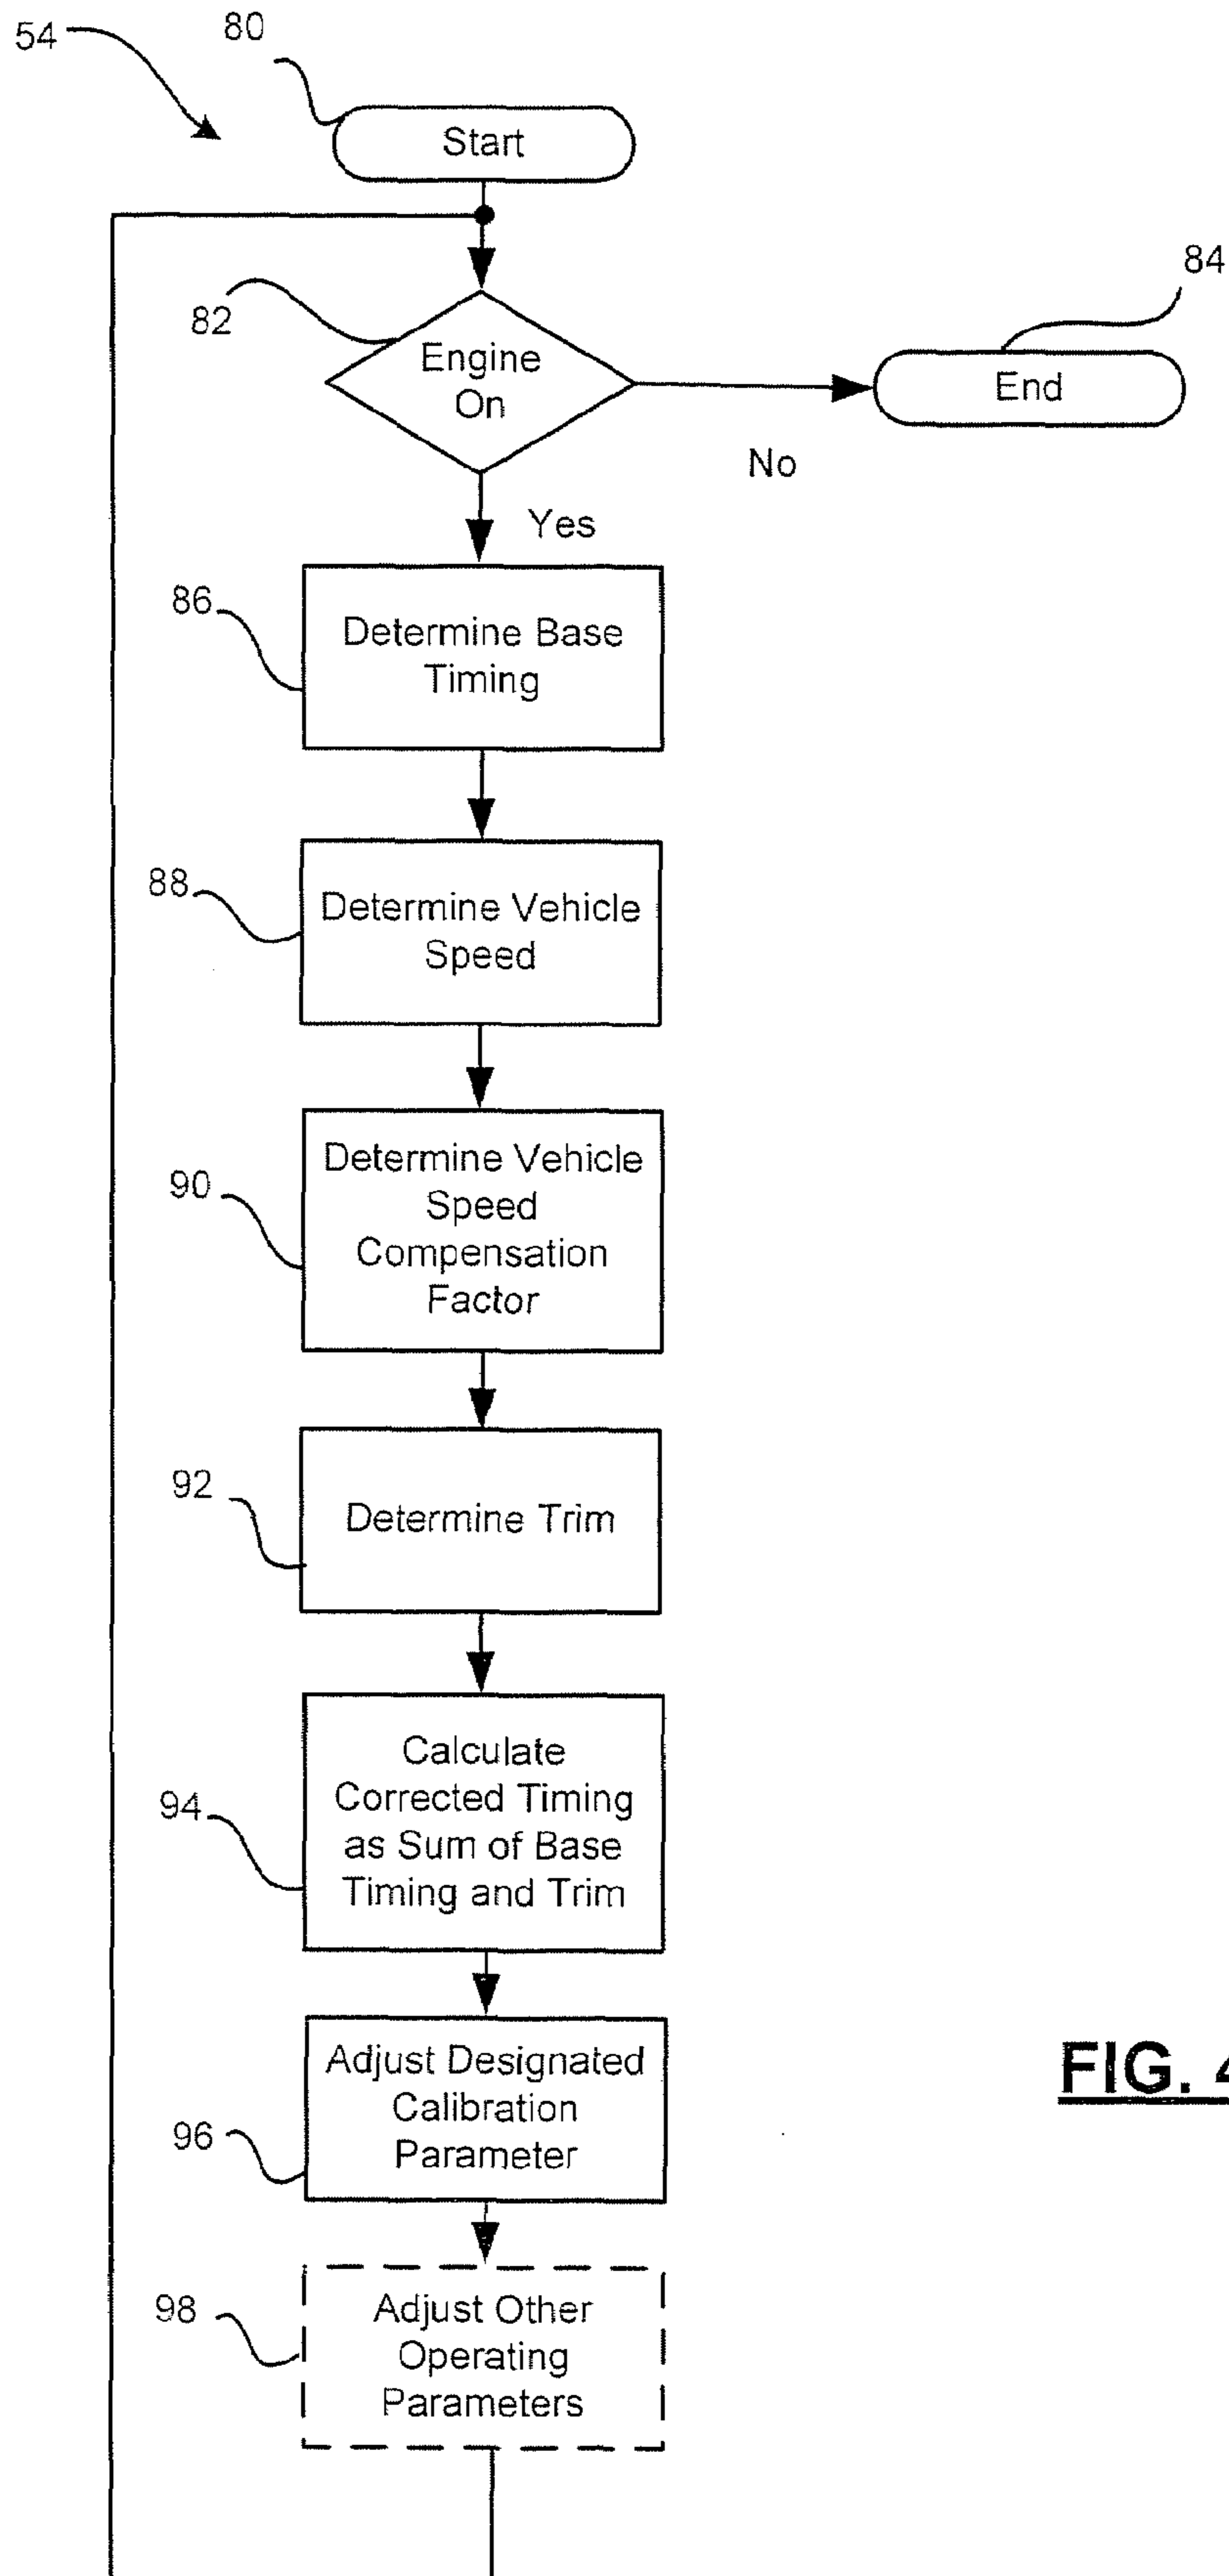 54
80
Start
82
Engine
On
84
End
No
Yes
86
Determine Base
Timing
88
Determine Vehicle
Speed
90
Determine Vehicle
Speed
Compensation
Factor
92
Determine Trim
94
Calculate
Corrected Timing
as Sum of Base
Timing and Trim
96
Adjust Designated
Calibration
Parameter
98
Adjust Other
Operating
Parameters
FIG. 4